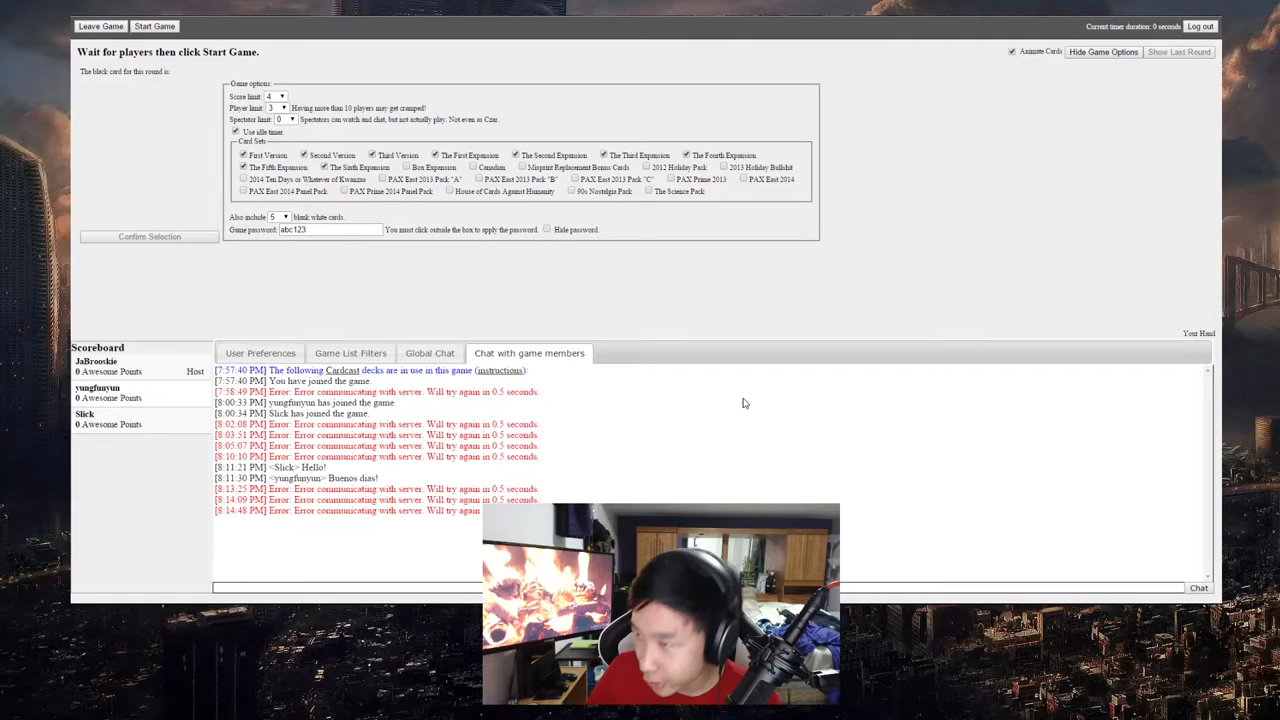 Leave Game Start Game Current timer duration: 0 seconds Log out
Wait for players then click Start Game. Animate Cards Hide Game Options Show Last Round
The black card for this round is:
Game options:
Score limit: 4
Player limit: 3 Having more than 10 players may get cramped!
Spectator limit: 0 Spectators can watch and chat, but not actually play. Not even as Czar.
Use idle timer.
Card Sets
First Version Second Version Third Version The First Expansion The Second Expansion The Third Expansion The Fourth Expansion
The Fifth Expansion The Sixth Expansion Box Expansion Canadian Misprint Replacement Bonus Cards 2012 Holiday Pack 2013 Holiday Bullshit
2014 Ten Days or Whatever of Kwanzaa PAX East 2013 Pack "A" PAX East 2013 Pack "B" PAX East 2013 Pack "C" PAX Prime 2013 PAX East 2014
PAX East 2014 Panel Pack PAX Prime 2014 Panel Pack House of Cards Against Humanity 90s Nostalgia Pack The Science Pack
Also include 5 blank white cards.
Game password: abc123 You must click outside the box to apply the password. Hide password.
Confirm Selection
Your Hand
Scoreboard
JaBrooskie
0 Awesome Points Host
yungfunyun
0 Awesome Points
Slick
0 Awesome Points
User Preferences Game List Filters Global Chat Chat with game members
[7:57:40 PM] The following Cardcast decks are in use in this game (instructions):
[7:57:40 PM] You have joined the game.
[7:58:49 PM] Error: Error communicating with server. Will try again in 0.5 seconds.
[8:00:33 PM] yungfunyun has joined the game.
[8:00:34 PM] Slick has joined the game.
[8:02:08 PM] Error: Error communicating with server. Will try again in 0.5 seconds.
[8:03:51 PM] Error: Error communicating with server. Will try again in 0.5 seconds.
[8:05:07 PM] Error: Error communicating with server. Will try again in 0.5 seconds.
[8:10:10 PM] Error: Error communicating with server. Will try again in 0.5 seconds.
[8:11:21 PM] <Slick> Hello!
[8:11:30 PM] <yungfunyun> Buenos dias!
[8:13:25 PM] Error: Error communicating with server. Will try again in 0.5 seconds.
[8:14:09 PM] Error: Error communicating with server. Will try again in 0.5 seconds.
[8:14:48 PM] Error: Error communicating with server. Will try again
Chat